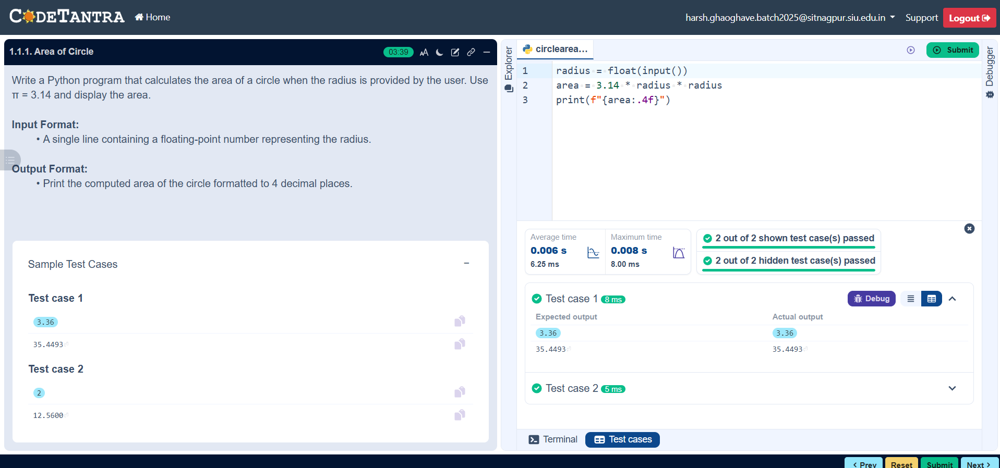 CODETANTRA
Home
harsh.ghaoghave.batch2025@sitnagpur.siu.edu.in
Support
Logout
1.1.1. Area of Circle
03:39
AA
Write a Python program that calculates the area of a circle when the radius is provided by the user. Use
π = 3.14 and display the area.
Input Format:
• A single line containing a floating-point number representing the radius.
Output Format:
• Print the computed area of the circle formatted to 4 decimal places.
Sample Test Cases
Test case 1
3.36
35.4493
Test case 2
2
12.5600
Explorer
circlearea...
Submit
Debugger
1 radius = float(input())
2 area = 3.14 * radius * radius
3 print(f"{area:.4f}")
Average time
0.006 s
6.25 ms
Maximum time
0.008 s
8.00 ms
2 out of 2 shown test case(s) passed
2 out of 2 hidden test case(s) passed
Test case 1 8 ms
Debug
Expected output Actual output
3.36 3.36
35.4493 35.4493
Test case 2 5 ms
Terminal
Test cases
< Prev
Reset
Submit
Next >